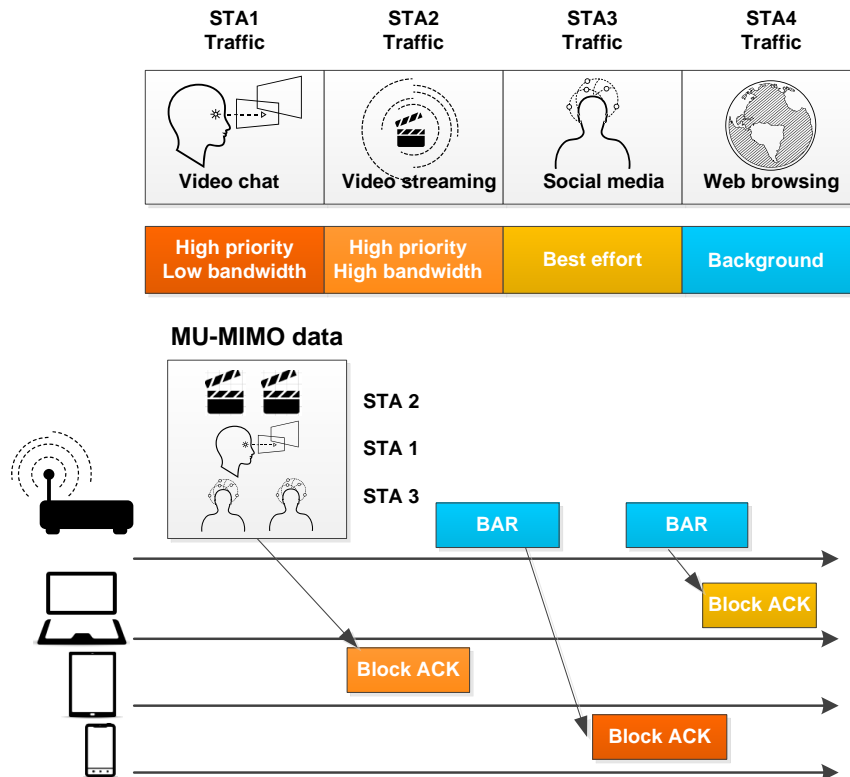 STA1
Traffic
STA2
Traffic
STA3
Traffic
STA4
Traffic
Video chat
Video streaming
Social media
Web browsing
High priority
Low bandwidth
High priority
High bandwidth
Best effort
Background
MU-MIMO data
STA 2
STA 1
STA 3
BAR
BAR
Block ACK
Block ACK
Block ACK